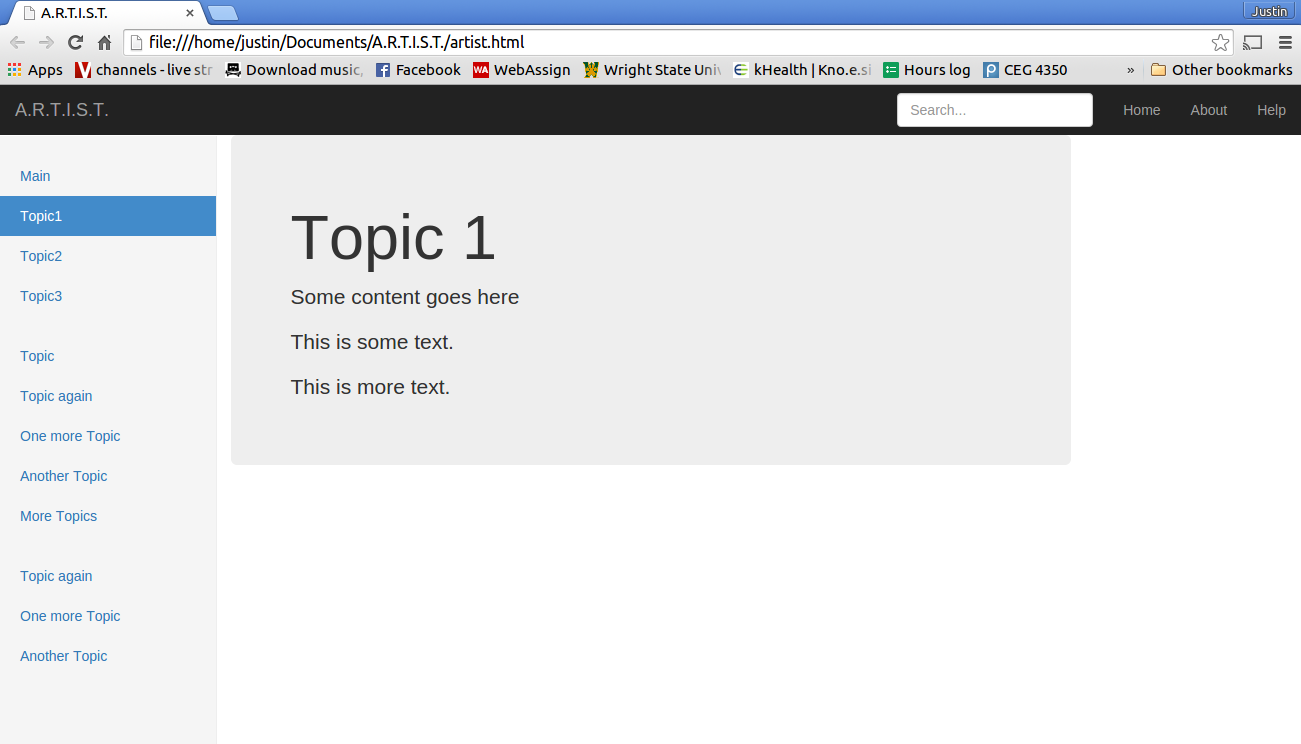 A.R.T.I.S.T.
Justin
file:///home/justin/Documents/A.R.T.I.S.T./artist.html
Apps channels - live str Download music, Facebook WebAssign Wright State Univ kHealth | Kno.e.si Hours log CEG 4350 » Other bookmarks
A.R.T.I.S.T. Search... Home About Help
Main
Topic1
Topic2
Topic3
Topic
Topic again
One more Topic
Another Topic
More Topics
Topic again
One more Topic
Another Topic
Topic 1
Some content goes here
This is some text.
This is more text.